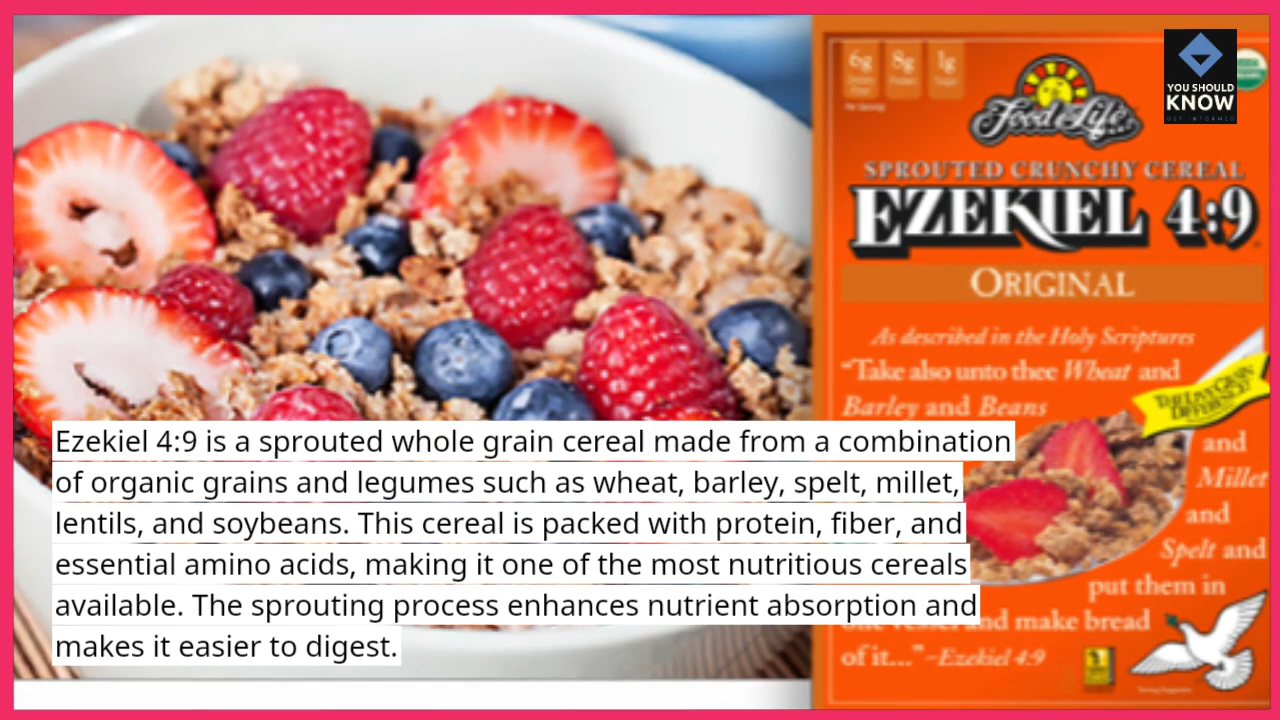 6g 8g 1g
YOU SHOULD
KNOW
GET INFORMED
Food for Life
SPROUTED CRUNCHY CEREAL
EZEKIEL 4:9
ORIGINAL
As described in the Holy Scriptures
“Take also unto thee Wheat and
Barley and Beans
and
Millet
and
Spelt and
put them in
and make bread
of it...” –Ezekiel 4:9
Ezekiel 4:9 is a sprouted whole grain cereal made from a combination
of organic grains and legumes such as wheat, barley, spelt, millet,
lentils, and soybeans. This cereal is packed with protein, fiber, and
essential amino acids, making it one of the most nutritious cereals
available. The sprouting process enhances nutrient absorption and
makes it easier to digest.